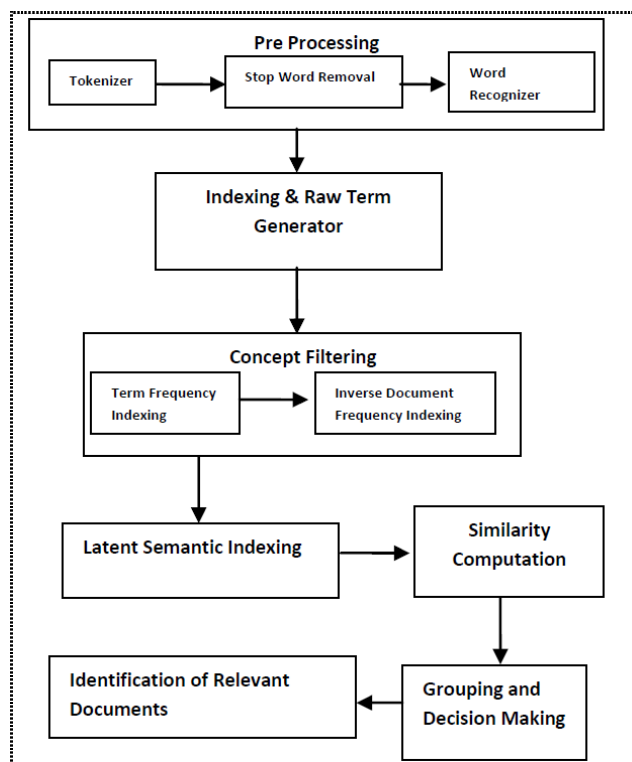 Pre Processing
Tokenizer
Stop Word Removal
Word
Recognizer
Indexing & Raw Term
Generator
Concept Filtering
Term Frequency
Indexing
Inverse Document
Frequency Indexing
Latent Semantic Indexing
Similarity
Computation
Identification of Relevant
Documents
Grouping and
Decision Making